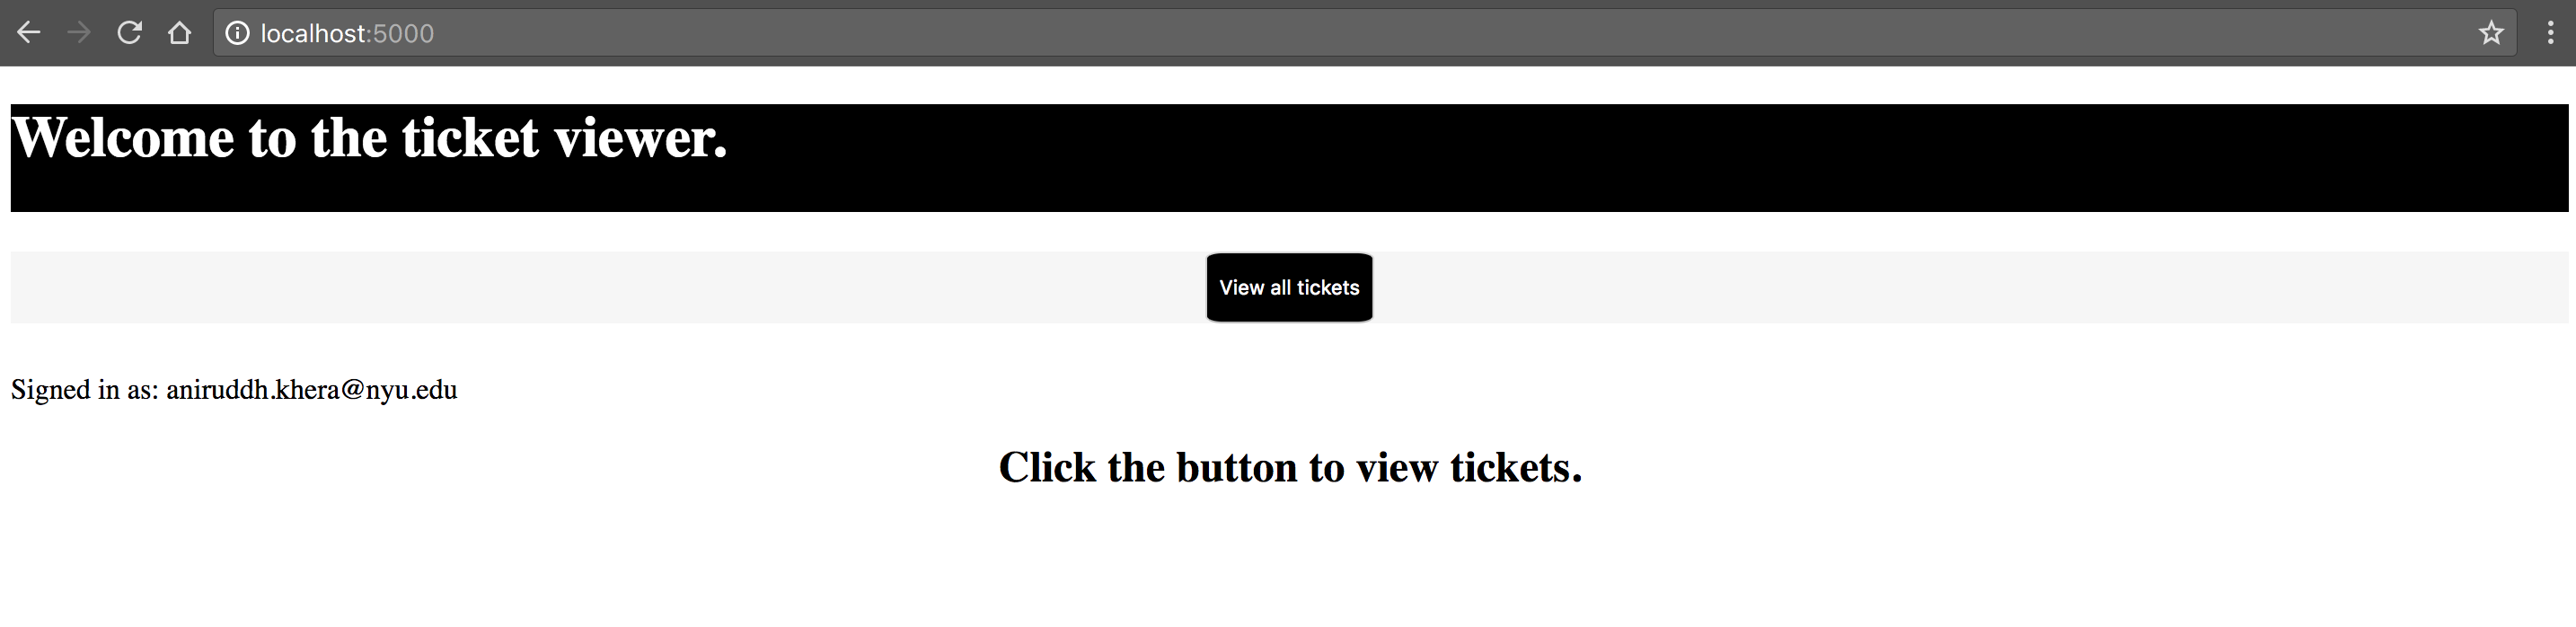 localhost:5000
Welcome to the ticket viewer.
View all tickets
Signed in as: aniruddh.khera@nyu.edu
Click the button to view tickets.